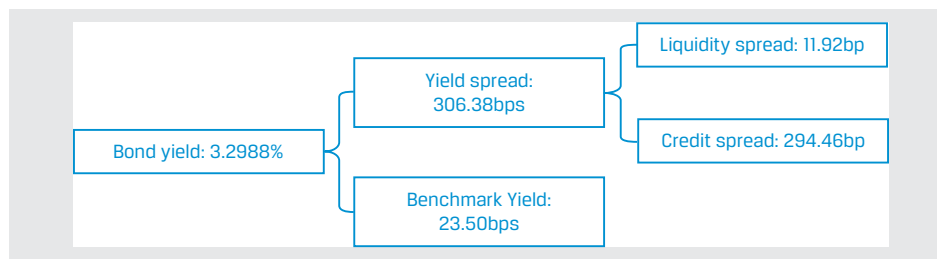 Liquidity spread: 11.92bp
Yield spread:
306.38bps
Credit spread: 294.46bp
Bond yield: 3.2988%
Benchmark Yield:
23.50bps